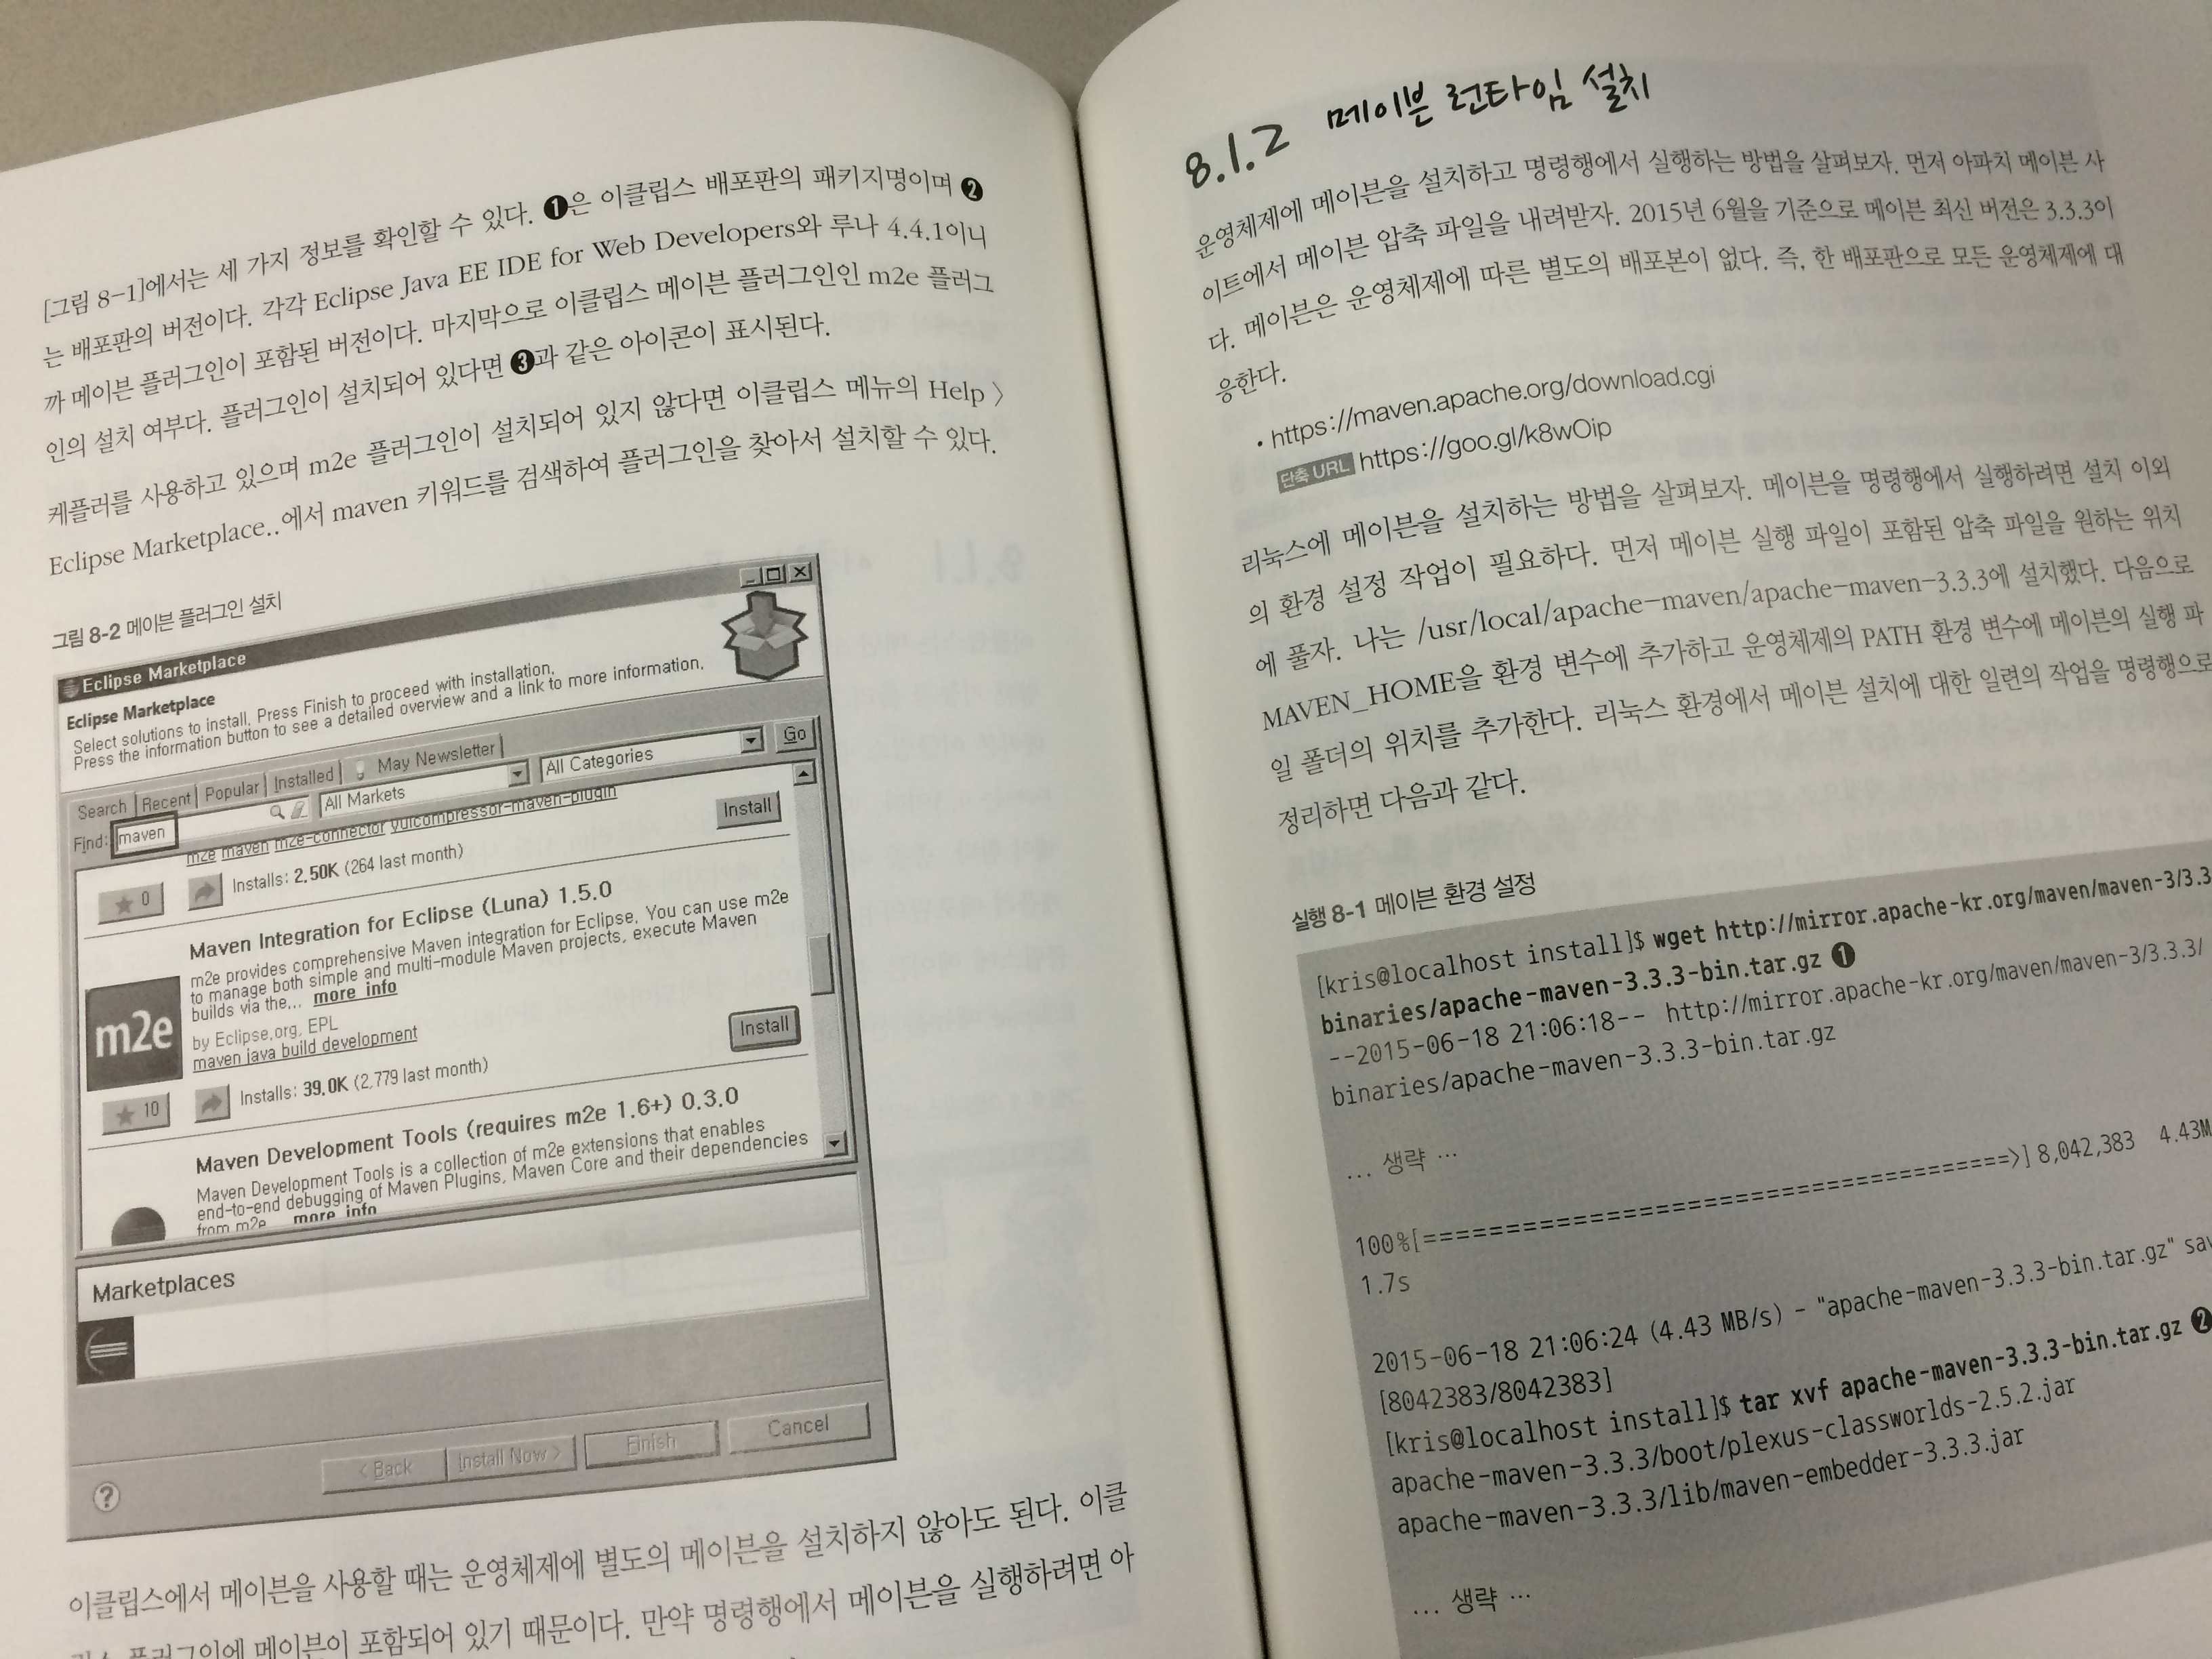 [그림 8-1]에서는 세 가지 정보를 확인할 수 있다. ❶은 이클립스 배포판의 패키지명이며 ❷
는 배포판의 버전이다. 각각 Eclipse Java EE IDE for Web Developers와 루나 4.4.1이니
까 메이븐 플러그인이 포함된 버전이다. 마지막으로 이클립스 메이븐 플러그인인 m2e 플러그
인의 설치 여부다. 플러그인이 설치되어 있다면 ❸과 같은 아이콘이 표시된다.
케플러를 사용하고 있으며 m2e 플러그인이 설치되어 있지 않다면 이클립스 메뉴의 Help 〉
Eclipse Marketplace..에서 maven 키워드를 검색하여 플러그인을 찾아서 설치할 수 있다.
그림 8-2 메이븐 플러그인 설치
Eclipse Marketplace
Eclipse Marketplace
Select solutions to install. Press Finish to proceed with installation.
Press the information button to see a detailed overview and a link to more information.
Search Recent Popular Installed May Newsletter
Find: maven All Markets All Categories Go
m2e maven m2e-connector yuicompressor-maven-plugin
0 Installs: 2.50K (264 last month) Install
Maven Integration for Eclipse (Luna) 1.5.0
m2e provides comprehensive Maven integration for Eclipse. You can use m2e
to manage both simple and multi-module Maven projects, execute Maven
builds via the... more info
m2e
by Eclipse.org, EPL
maven java build development
10 Installs: 39.0K (2,779 last month) Install
Maven Development Tools (requires m2e 1.6+) 0.3.0
Maven Development Tools is a collection of m2e extensions that enables
end-to-end debugging of Maven Plugins, Maven Core and their dependencies
from m2e more info
Marketplaces
? < Back Install Now > Finish Cancel
이클립스에서 메이븐을 사용할 때는 운영체제에 별도의 메이븐을 설치하지 않아도 된다. 이클
플러그인에 메이븐이 포함되어 있기 때문이다. 만약 명령행에서 메이븐을 실행하려면 아
8.1.2 메이븐 런타임 설치
운영체제에 메이븐을 설치하고 명령행에서 실행하는 방법을 살펴보자. 먼저 아파치 메이븐 사
이트에서 메이븐 압축 파일을 내려받자. 2015년 6월을 기준으로 메이븐 최신 버전은 3.3.3이
다. 메이븐은 운영체제에 따른 별도의 배포본이 없다. 즉, 한 배포판으로 모든 운영체제에 대
응한다.
• https://maven.apache.org/download.cgi
단축 URL https://goo.gl/k8wOip
리눅스에 메이븐을 설치하는 방법을 살펴보자. 메이븐을 명령행에서 실행하려면 설치 이외
의 환경 설정 작업이 필요하다. 먼저 메이븐 실행 파일이 포함된 압축 파일을 원하는 위치
에 풀자. 나는 /usr/local/apache-maven/apache-maven-3.3.3에 설치했다. 다음으로
MAVEN_HOME을 환경 변수에 추가하고 운영체제의 PATH 환경 변수에 메이븐의 실행 파
일 폴더의 위치를 추가한다. 리눅스 환경에서 메이븐 설치에 대한 일련의 작업을 명령행으로
정리하면 다음과 같다.
실행 8-1 메이븐 환경 설정
[kris@localhost install]$ wget http://mirror.apache-kr.org/maven/maven-3/3.3
binaries/apache-maven-3.3.3-bin.tar.gz ❶
--2015-06-18 21:06:18-- http://mirror.apache-kr.org/maven/maven-3/3.3.3/
binaries/apache-maven-3.3.3-bin.tar.gz
... 생략 ...
100%[=============================================>] 8,042,383 4.43M
1.7s
2015-06-18 21:06:24 (4.43 MB/s) - "apache-maven-3.3.3-bin.tar.gz" sav
[8042383/8042383]
[kris@localhost install]$ tar xvf apache-maven-3.3.3-bin.tar.gz ❷
apache-maven-3.3.3/boot/plexus-classworlds-2.5.2.jar
apache-maven-3.3.3/lib/maven-embedder-3.3.3.jar
... 생략 ...